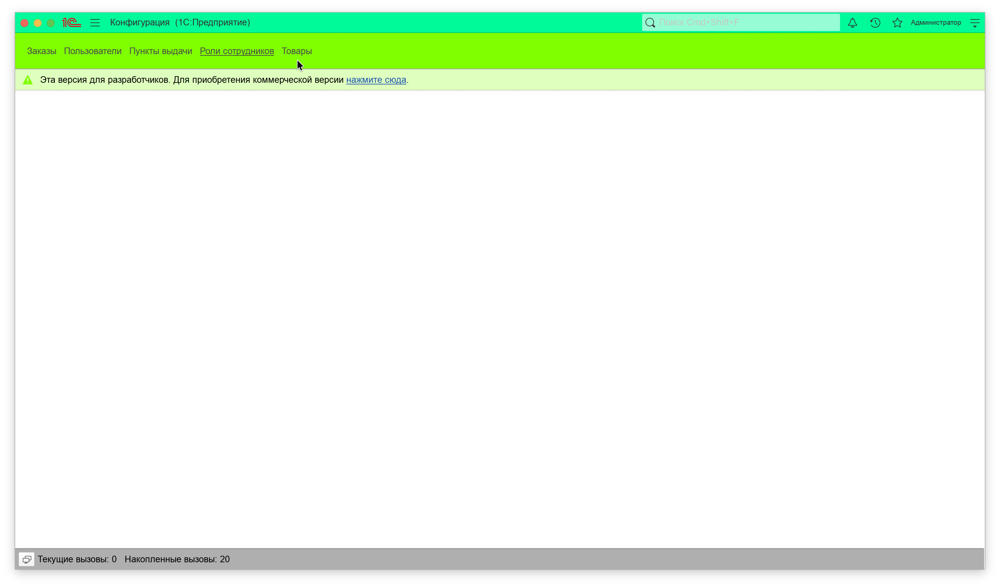 1С Конфигурация (1С:Предприятие) Поиск Cmd+Shift+F Администратор
Заказы Пользователи Пункты выдачи Роли сотрудников Товары
Эта версия для разработчиков. Для приобретения коммерческой версии нажмите сюда.
Текущие вызовы: 0 Накопленные вызовы: 20